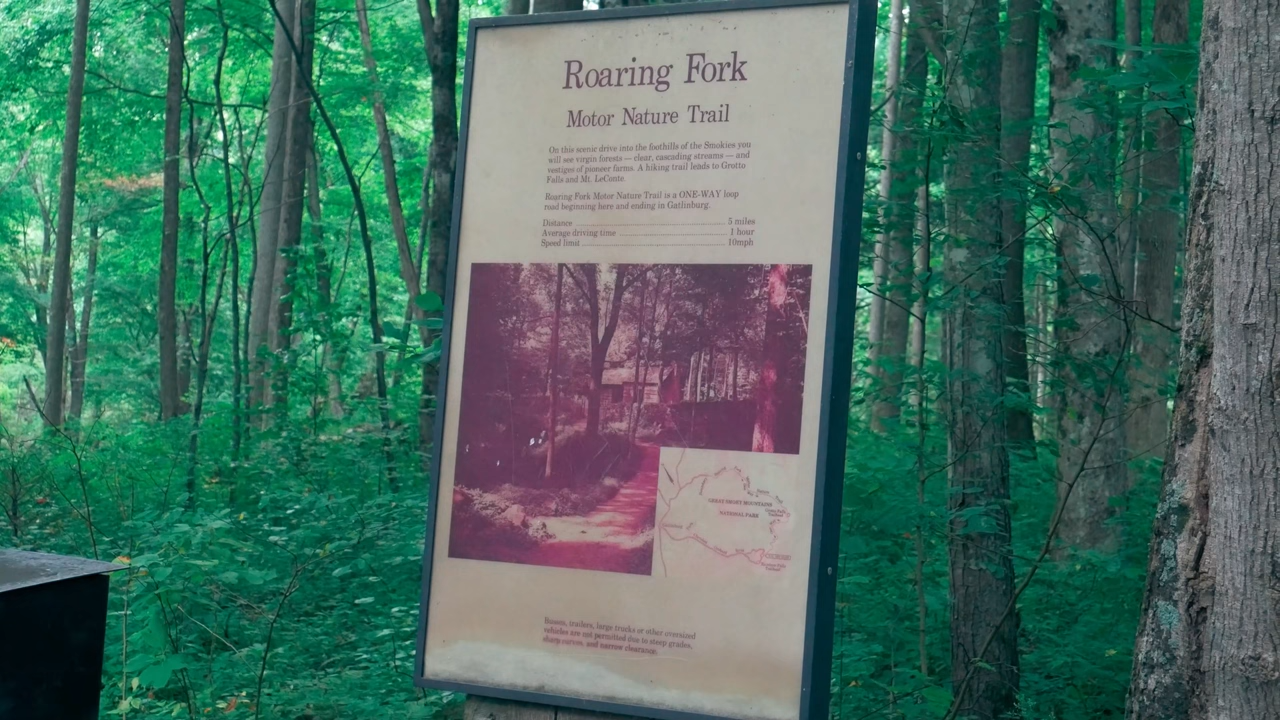 Roaring Fork
Motor Nature Trail
On this scenic drive into the foothills of the Smokies you
will see virgin forests — clear, cascading streams — and
vestiges of pioneer farms. A hiking trail leads to Grotto
Falls and Mt. LeConte.
Roaring Fork Motor Nature Trail is a ONE-WAY loop
road beginning here and ending in Gatlinburg.
Distance 5 miles
Average driving time 1 hour
Speed limit 10mph
GREAT SMOKY MOUNTAINS
NATIONAL PARK
Busses, trailers, large trucks or other oversized
vehicles are not permitted due to steep grades,
sharp curves, and narrow clearance.